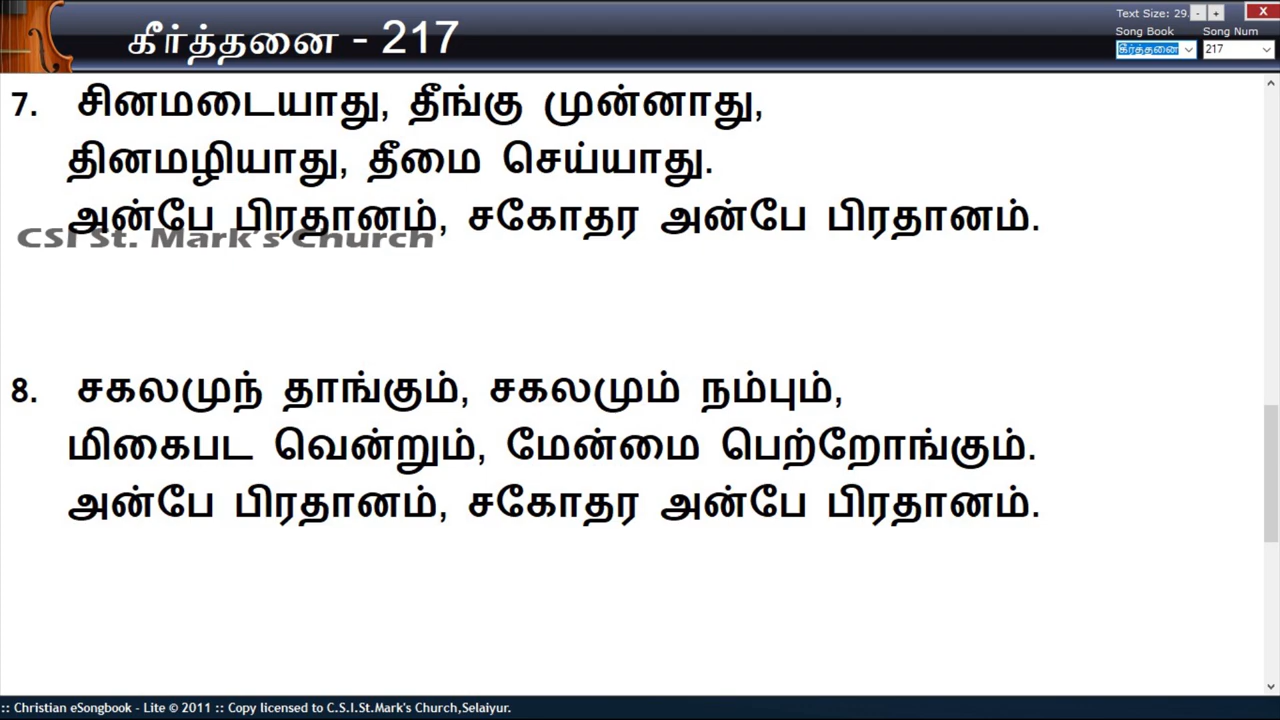 கீர்த்தனை - 217
Text Size: 29.
- +
X
Song Book
Song Num
கீர்த்தனை
217
7. சினமடையாது, தீங்கு முன்னாது,
தினமழியாது, தீமை செய்யாது.
அன்பே பிரதானம், சகோதர அன்பே பிரதானம்.
CSI St. Mark's Church
8. சகலமுந் தாங்கும், சகலமும் நம்பும்,
மிகைபட வென்றும், மேன்மை பெற்றோங்கும்.
அன்பே பிரதானம், சகோதர அன்பே பிரதானம்.
:: Christian eSongbook - Lite © 2011 :: Copy licensed to C.S.I.St.Mark's Church,Selaiyur.